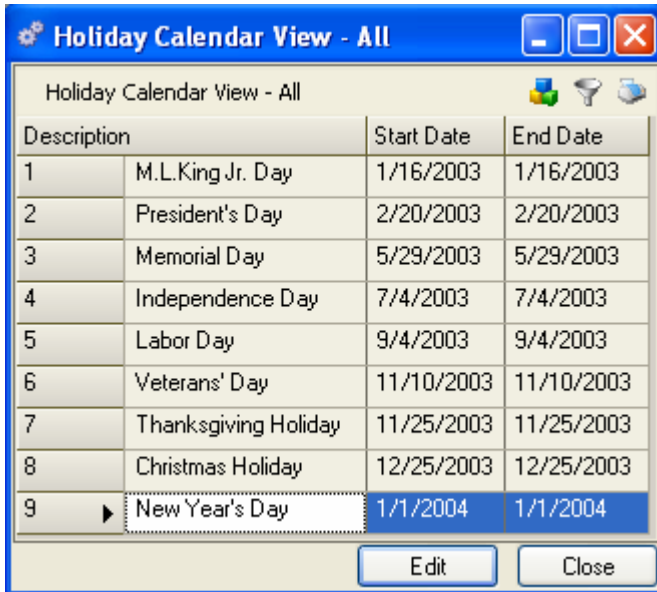 Holiday Calendar View - All
Holiday Calendar View - All
Description Start Date End Date
1 M.L.King Jr. Day 1/16/2003 1/16/2003
2 President's Day 2/20/2003 2/20/2003
3 Memorial Day 5/29/2003 5/29/2003
4 Independence Day 7/4/2003 7/4/2003
5 Labor Day 9/4/2003 9/4/2003
6 Veterans' Day 11/10/2003 11/10/2003
7 Thanksgiving Holiday 11/25/2003 11/25/2003
8 Christmas Holiday 12/25/2003 12/25/2003
9 New Year's Day 1/1/2004 1/1/2004
Edit Close